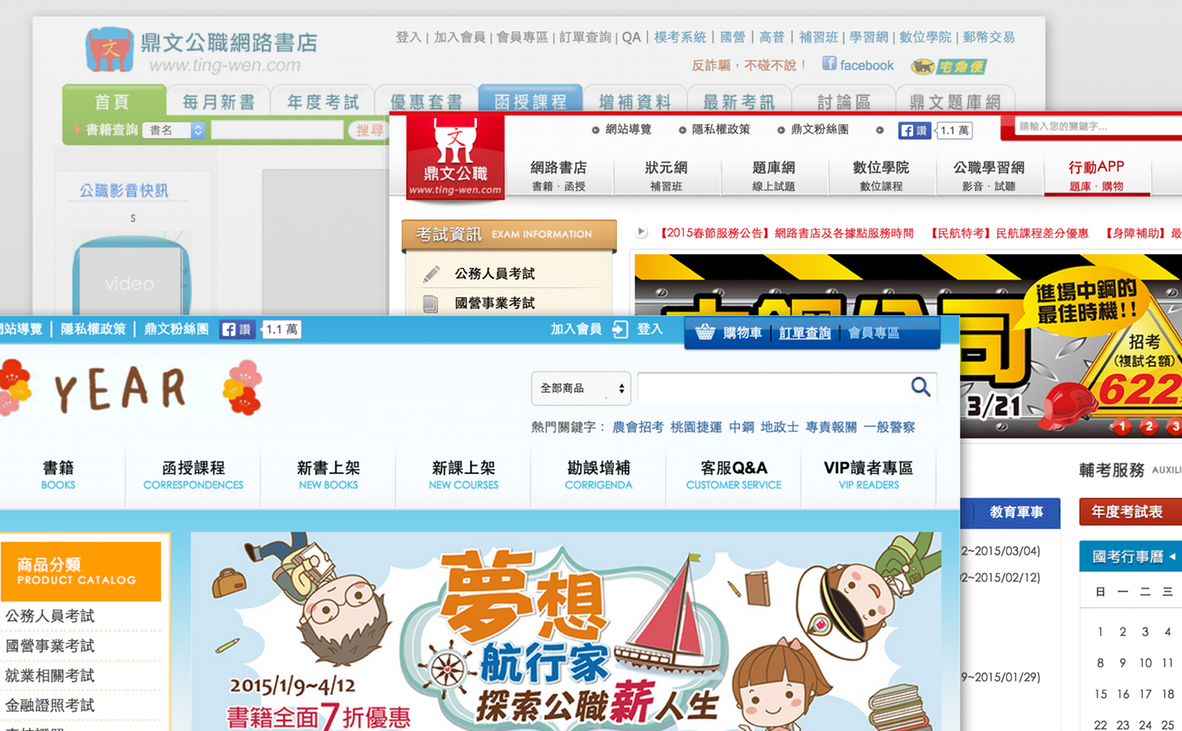 鼎文公職網路書店
www.ting-wen.com
登入 | 加入會員 | 會員專區 | 訂單查詢 | QA | 模考系統 | 國營 | 高普 | 補習班 | 學習網 | 數位學院 | 郵幣交易
反詐騙，不碰不說！ facebook 宅急便
首頁 每月新書 年度考試 優惠套書 函授課程 增補資料 最新考訊 討論區 鼎文題庫網
書籍查詢 書名 搜尋
公職影音快訊
s
video
文
鼎文公職
www.ting-wen.com
網站導覽 隱私權政策 鼎文粉絲團 讚 1.1 萬
請輸入您的關鍵字...
網路書店 狀元網 題庫網 數位學院 公職學習網 行動APP
書籍．函授 補習班 線上試題 數位課程 影音．試聽 題庫．購物
考試資訊 EXAM INFORMATION
公務人員考試
國營事業考試
【2015春節服務公告】網路書店及各據點服務時間 【民航特考】民航課程差分優惠 【身障補助】最
進場中鋼的
最佳時機!!
司
招考
(複試名額)
622
3/21
1 2 3
輔考服務 AUXILI
教育軍事
年度考試表
2~2015/03/04)
2~2015/02/12)
9~2015/01/29)
國考行事曆
日 一 二 三
1 2 3 4
8 9 10 11
15 16 17 18
22 23 24 25
站導覽 | 隱私權政策 | 鼎文粉絲團 讚 1.1 萬
加入會員 登入
購物車 | 訂單查詢 | 會員專區
YEAR
全部商品
熱門關鍵字： 農會招考 桃園捷運 中鋼 地政士 專責報關 一般警察
書籍 函授課程 新書上架 新課上架 勘誤增補 客服Q&A VIP讀者專區
BOOKS CORRESPONDENCES NEW BOOKS NEW COURSES CORRIGENDA CUSTOMER SERVICE VIP READERS
商品分類
PRODUCT CATALOG
公務人員考試
國營事業考試
就業相關考試
金融證照考試
夢想
航行家
探索公職薪人生
2015/1/9~4/12
書籍全面7折優惠